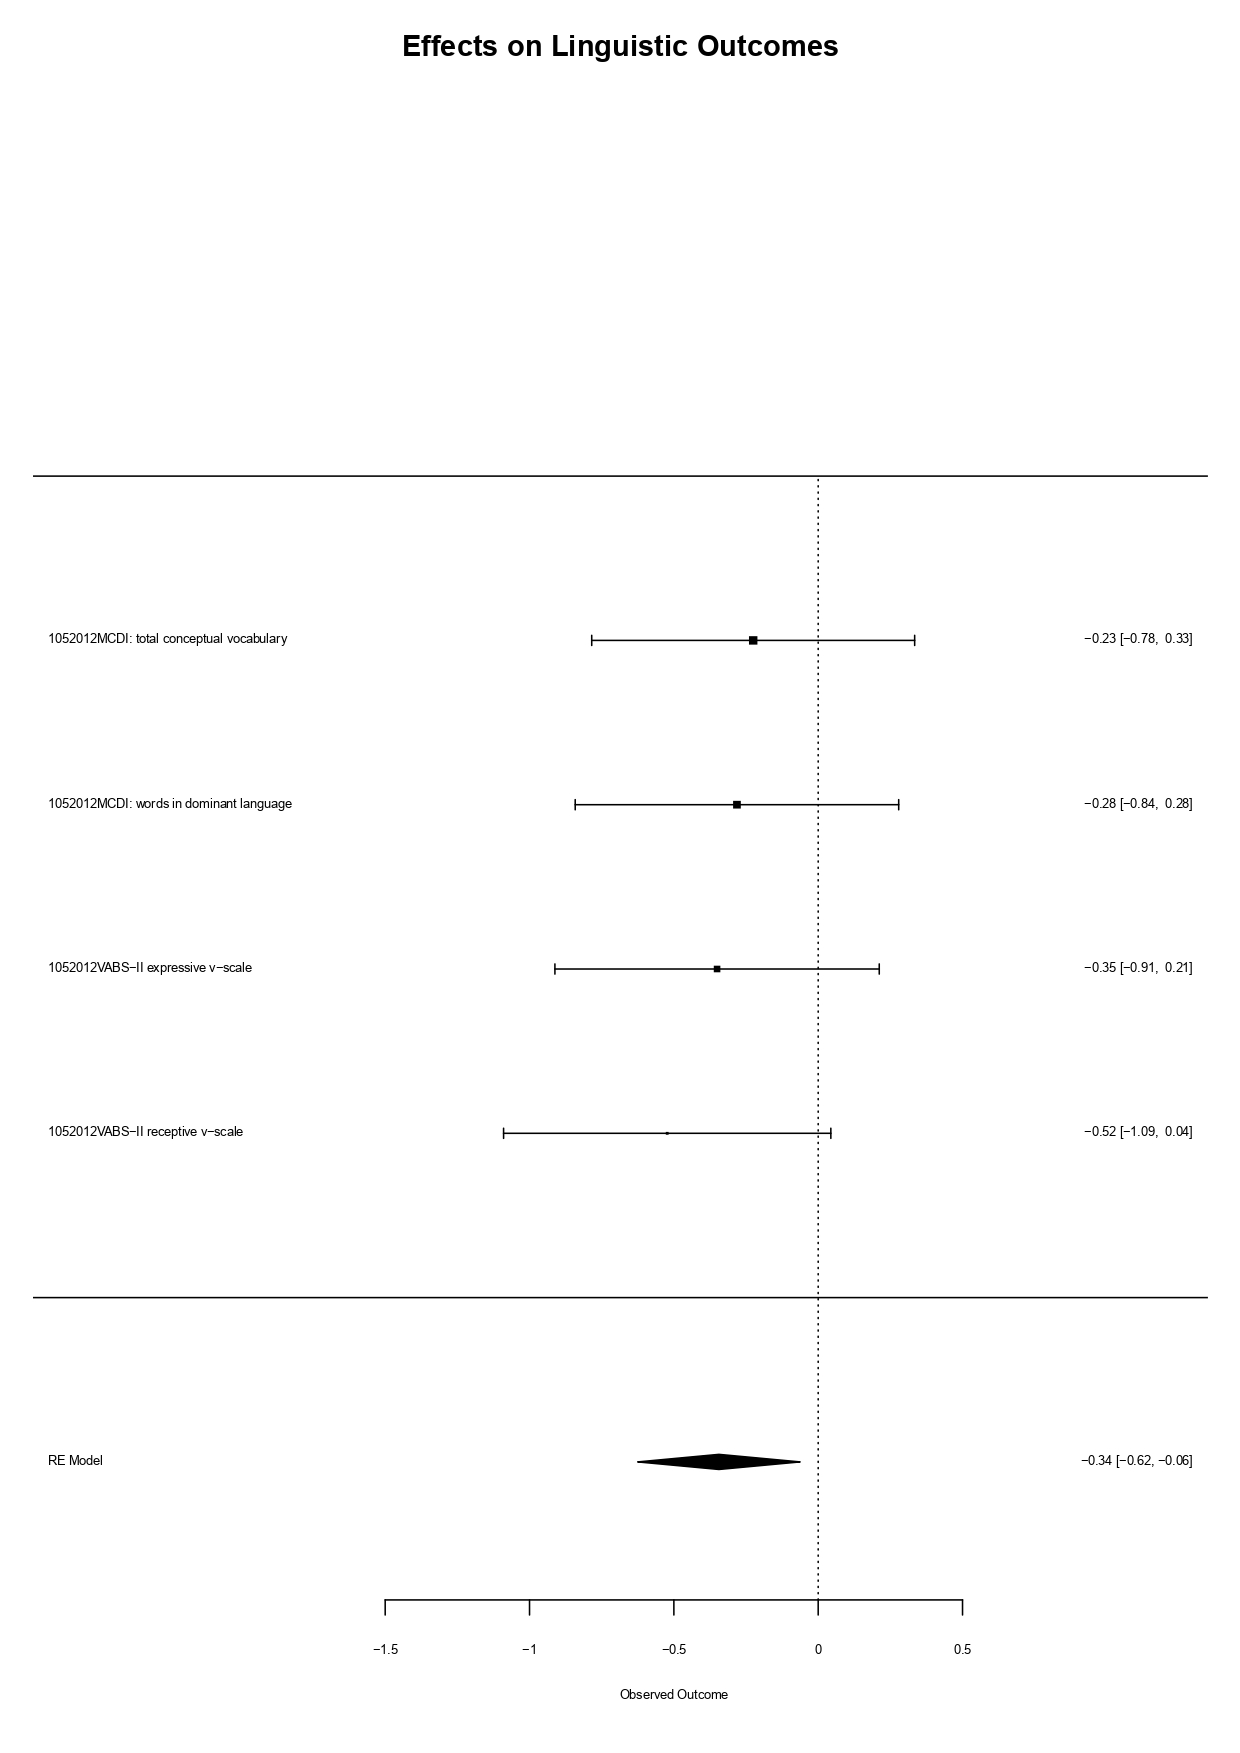 Effects on Linguistic Outcomes
1052012MCDI: total conceptual vocabulary −0.23 [−0.78, 0.33]
1052012MCDI: words in dominant language −0.28 [−0.84, 0.28]
1052012VABS−II expressive v−scale −0.35 [−0.91, 0.21]
1052012VABS−II receptive v−scale −0.52 [−1.09, 0.04]
RE Model −0.34 [−0.62, −0.06]
−1.5 −1 −0.5 0 0.5
Observed Outcome